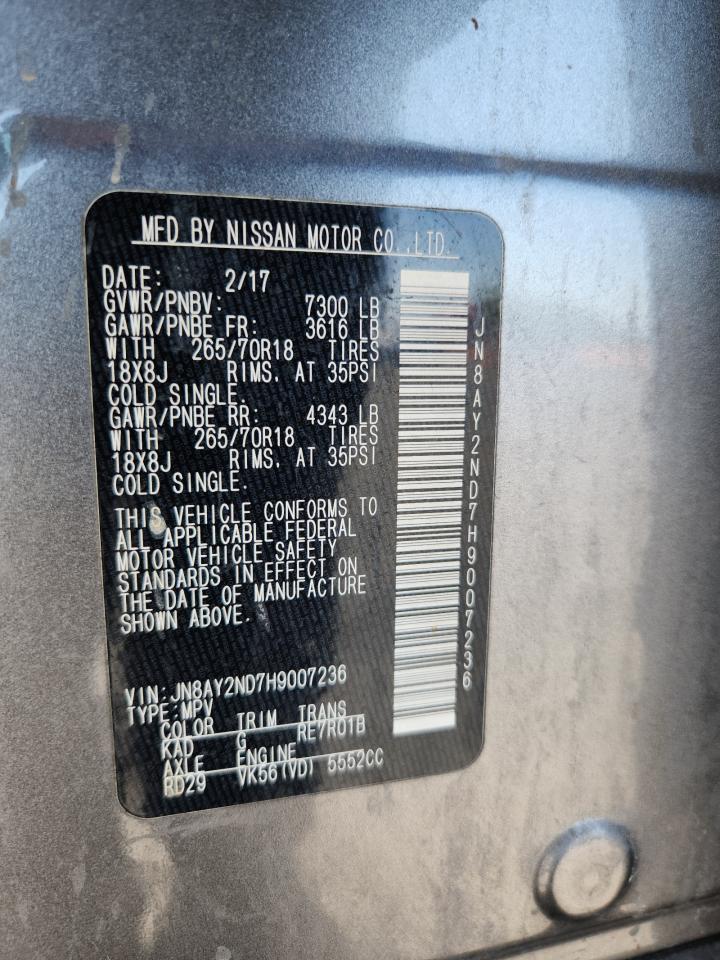 MFD BY NISSAN MOTOR CO.,LTD.
DATE: 2/17
GVWR/PNBV: 7300 LB
GAWR/PNBE FR: 3616 LB
WITH 265/70R18 TIRES
18X8J RIMS, AT 35PSI
COLD SINGLE.
GAWR/PNBE RR: 4343 LB
WITH 265/70R18 TIRES
18X8J RIMS, AT 35PSI
COLD SINGLE.
THIS VEHICLE CONFORMS TO
ALL APPLICABLE FEDERAL
MOTOR VEHICLE SAFETY
STANDARDS IN EFFECT ON
THE DATE OF MANUFACTURE
SHOWN ABOVE.
VIN:JN8AY2ND7H9007236
TYPE:MPV
COLOR TRIM TRANS
KAD G RE7R01B
AXLE ENGINE
RD29 VK56(VD) 5552CC
JN8AY2ND7H9007236